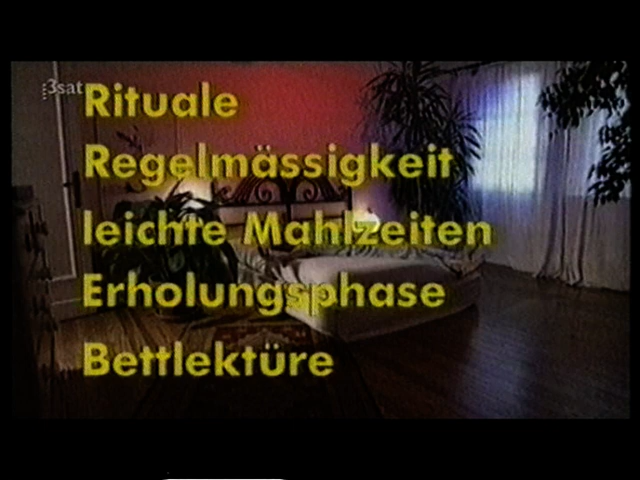 3sat
Rituale
Regelmässigkeit
leichte Mahlzeiten
Erholungsphase
Bettlektüre